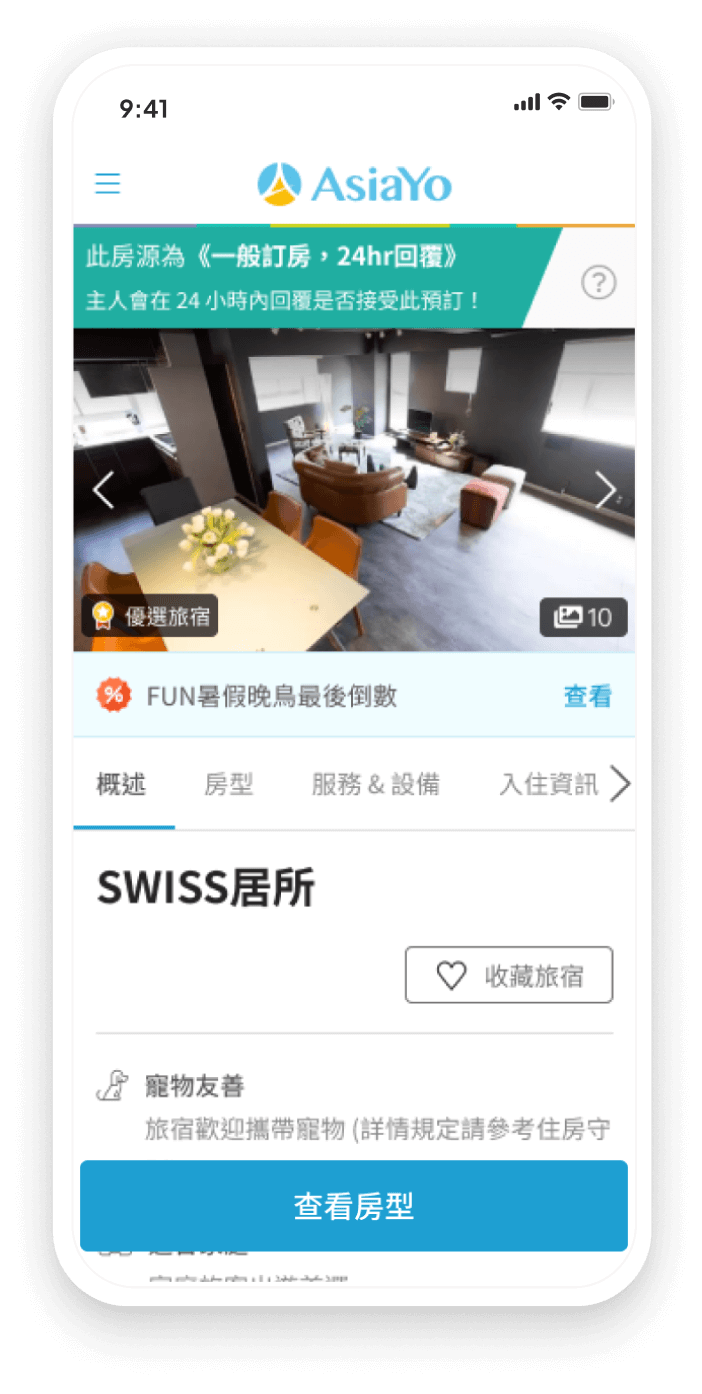 9:41
AsiaYo
此房源為《一般訂房，24hr回覆》
主人會在 24 小時內回覆是否接受此預訂！
?
優選旅宿
10
% FUN暑假晚鳥最後倒數
查看
概述 房型 服務 & 設備 入住資訊
SWISS居所
收藏旅宿
寵物友善
旅宿歡迎攜帶寵物 (詳情規定請參考住房守
查看房型